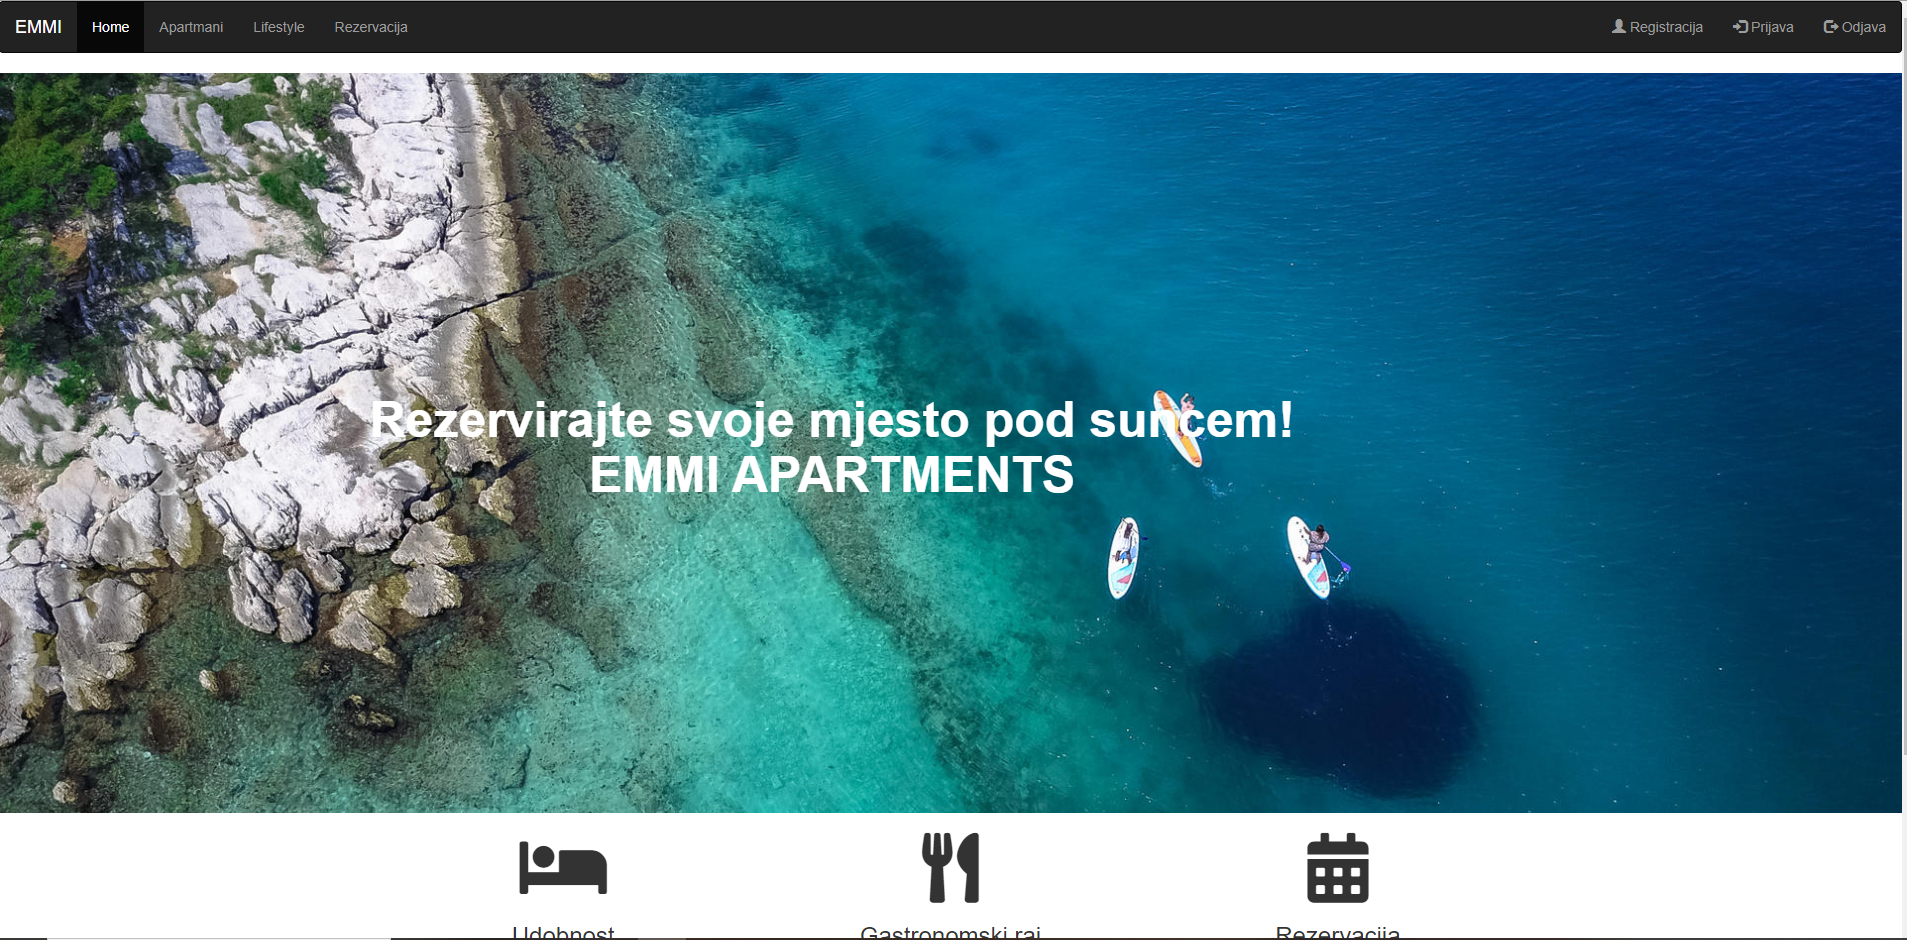 EMMI Home Apartmani Lifestyle Rezervacija Registracija Prijava Odjava
Rezervirajte svoje mjesto pod suncem!
EMMI APARTMENTS
Udobnost Gastronomski raj Rezervacija